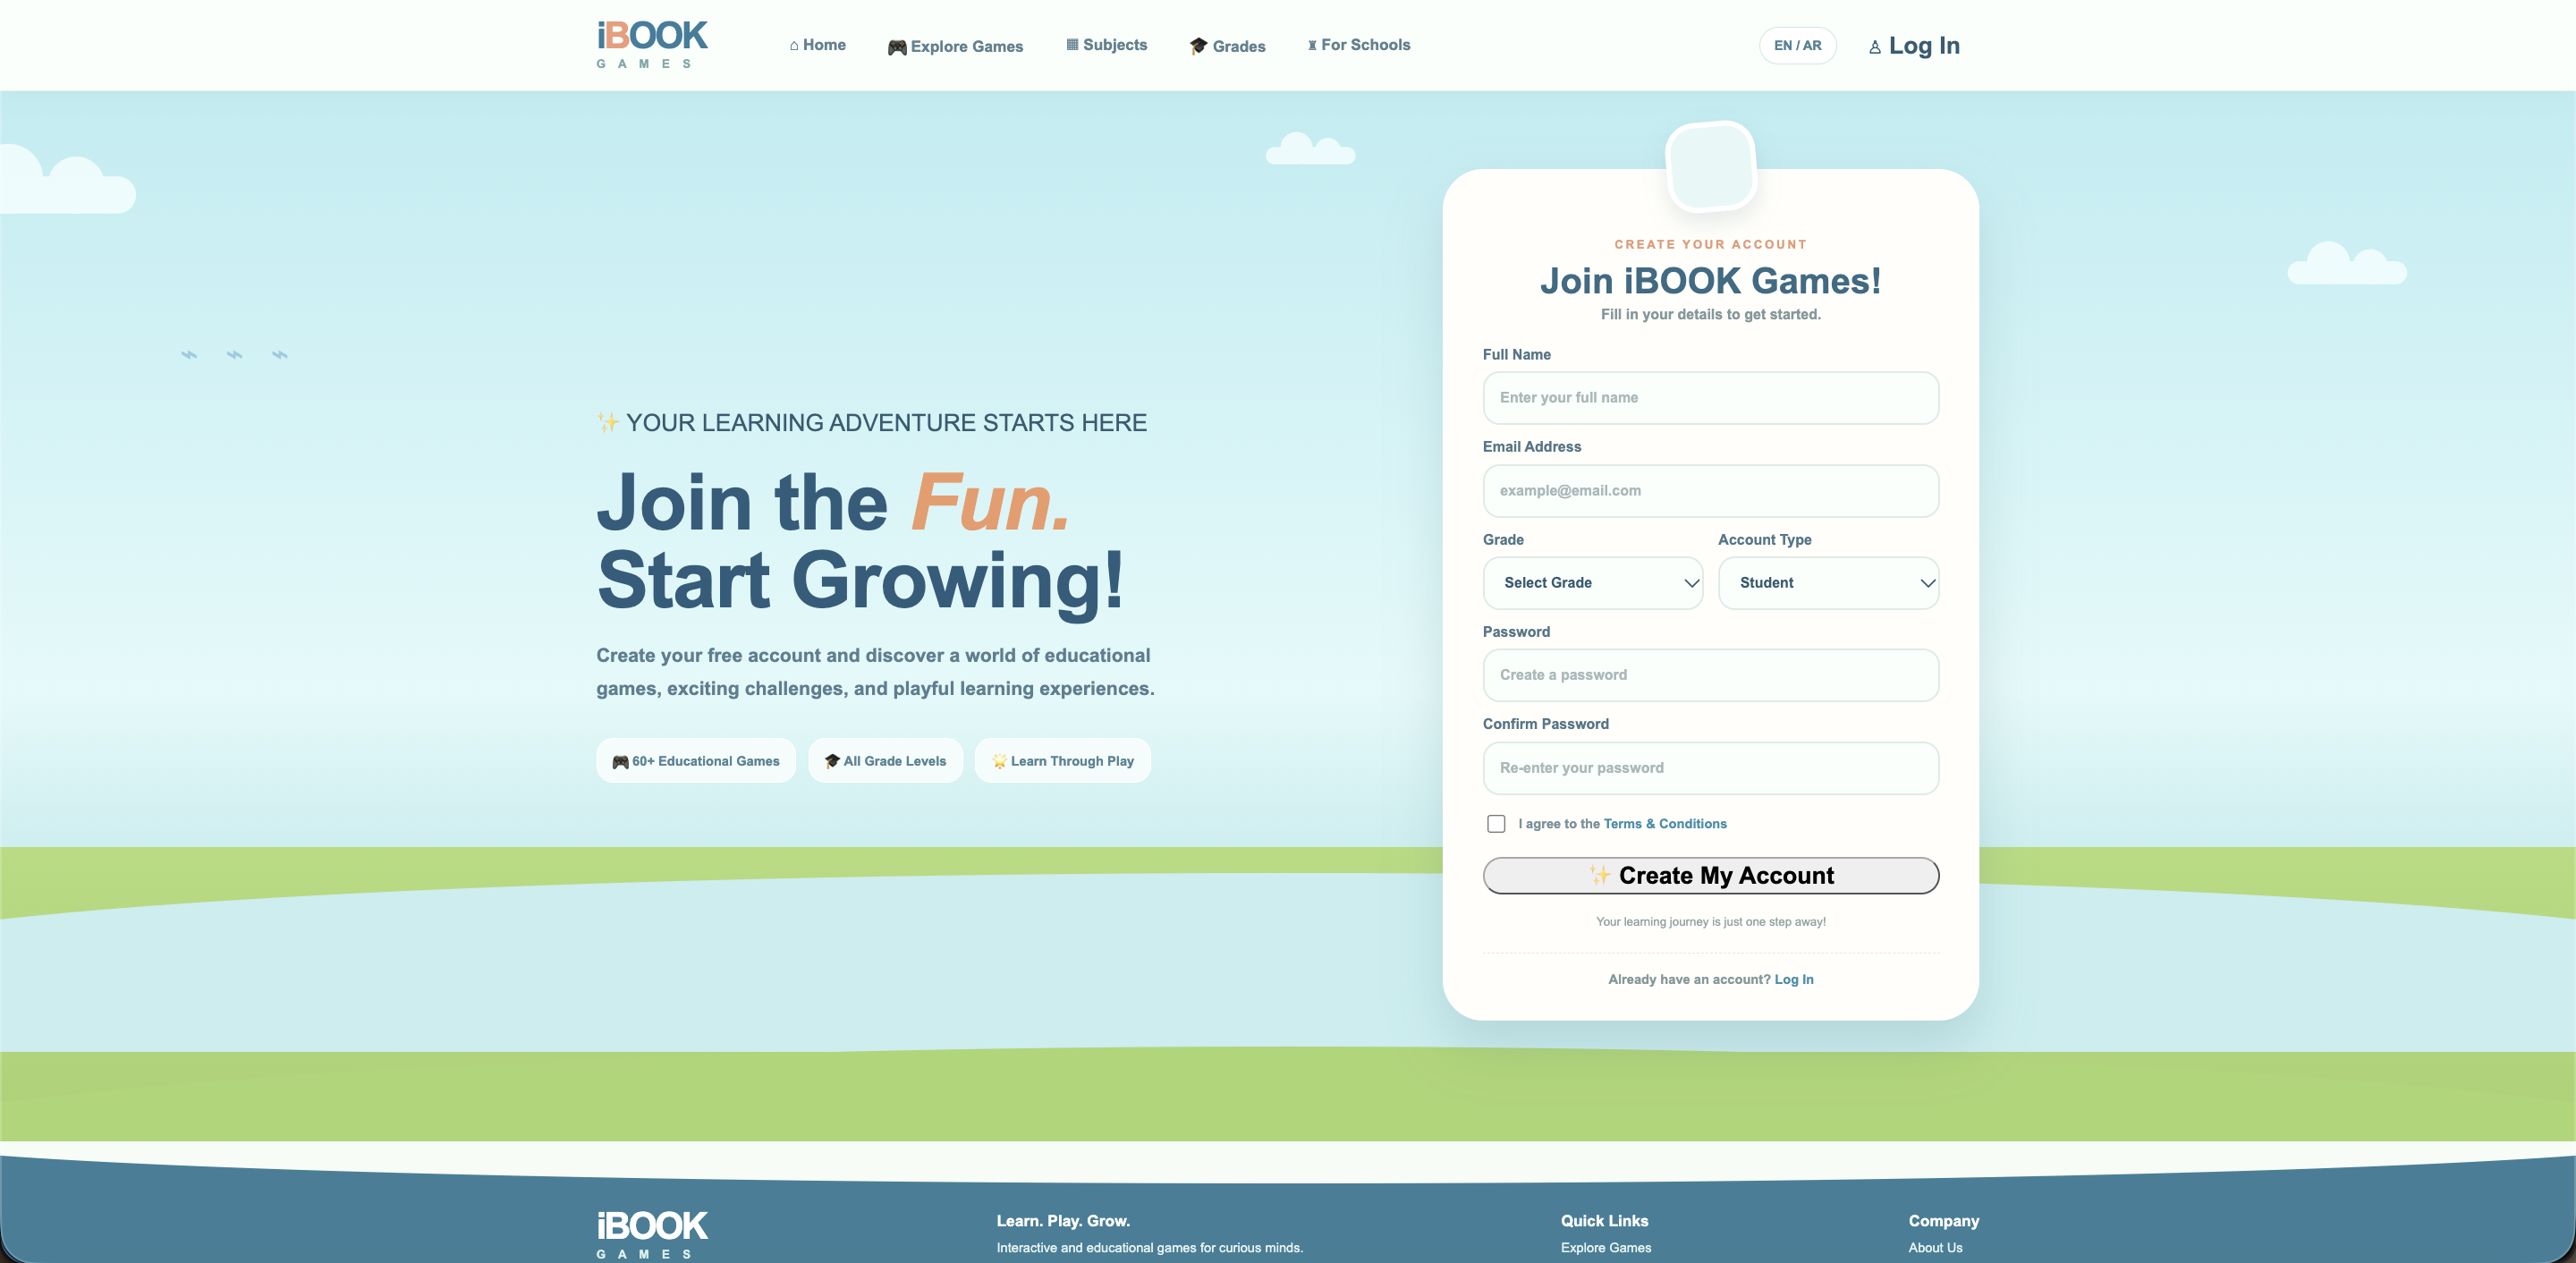 iBOOK
GAMES
Home
Explore Games
Subjects
Grades
For Schools
EN / AR
Log In
✨ YOUR LEARNING ADVENTURE STARTS HERE
Join the Fun.
Start Growing!
Create your free account and discover a world of educational
games, exciting challenges, and playful learning experiences.
60+ Educational Games
All Grade Levels
Learn Through Play
CREATE YOUR ACCOUNT
Join iBOOK Games!
Fill in your details to get started.
Full Name
Enter your full name
Email Address
example@email.com
Grade
Account Type
Select Grade
Student
Password
Create a password
Confirm Password
Re-enter your password
I agree to the Terms & Conditions
✨ Create My Account
Your learning journey is just one step away!
Already have an account? Log In
iBOOK
GAMES
Learn. Play. Grow.
Interactive and educational games for curious minds.
Quick Links
Explore Games
Company
About Us